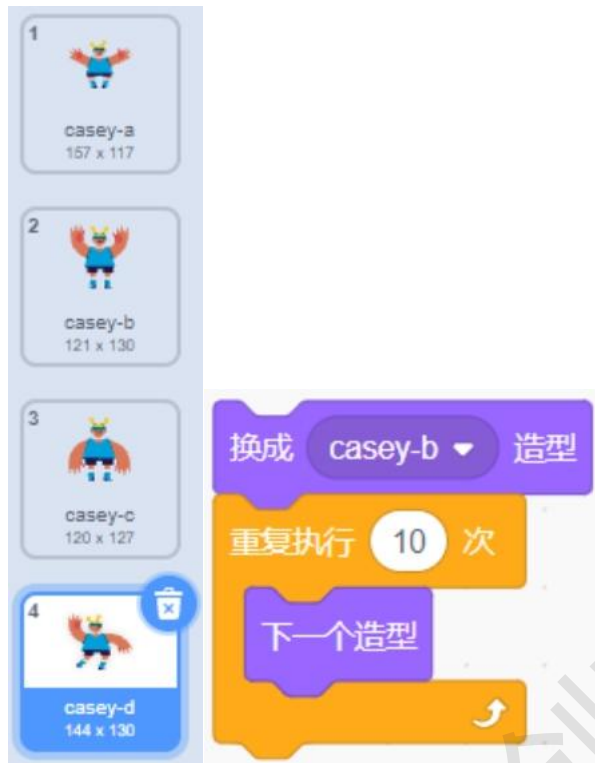 1
casey-a
157 x 117
2
casey-b
121 x 130
3
casey-c
120 x 127
4
casey-d
144 x 130
换成 casey-b 造型
重复执行 10 次
下一个造型